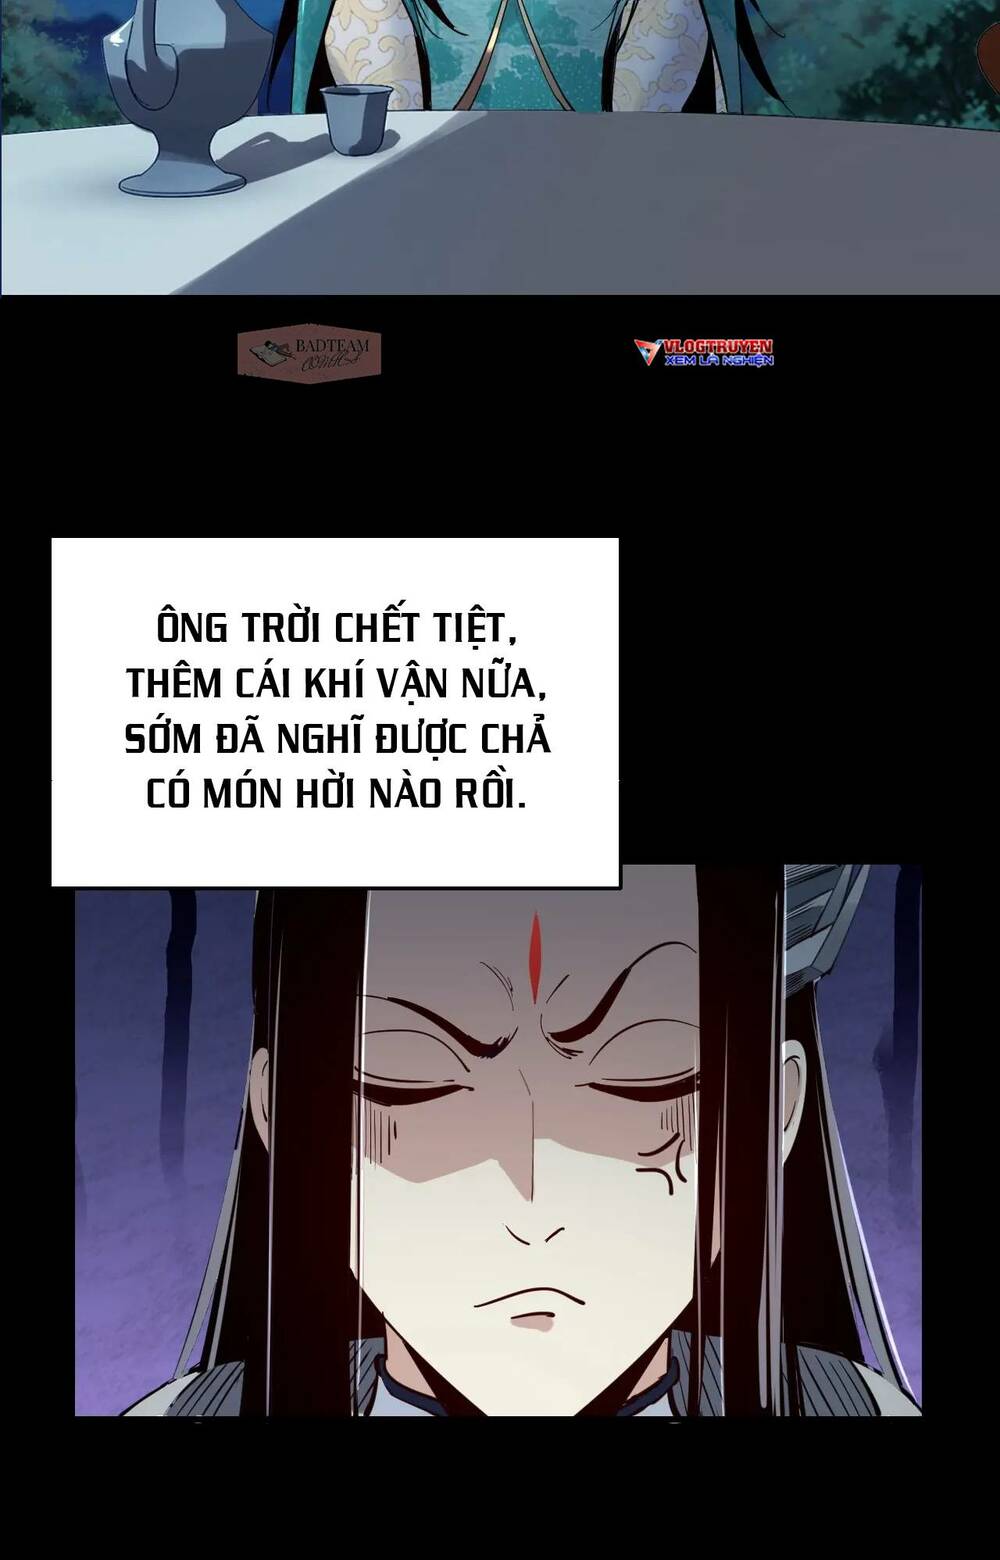 BADTEAM
COMICS
VLOGTRUYEN
XEM LÀ NGHIỆN
ÔNG TRỜI CHẾT TIỆT,
THÊM CÁI KHÍ VẬN NỮA,
SỚM ĐÃ NGHĨ ĐƯỢC CHẢ
CÓ MÓN HỜI NÀO RỒI.